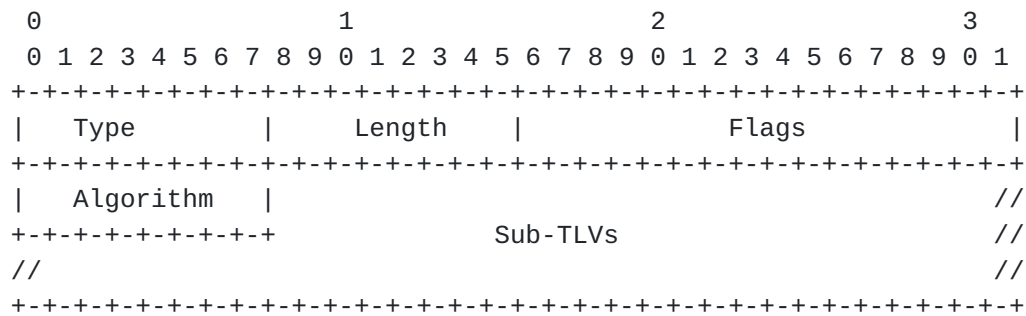 0                   1                   2                   3
 0 1 2 3 4 5 6 7 8 9 0 1 2 3 4 5 6 7 8 9 0 1 2 3 4 5 6 7 8 9 0 1
+-+-+-+-+-+-+-+-+-+-+-+-+-+-+-+-+-+-+-+-+-+-+-+-+-+-+-+-+-+-+-+-+
|   Type        |     Length    |             Flags             |
+-+-+-+-+-+-+-+-+-+-+-+-+-+-+-+-+-+-+-+-+-+-+-+-+-+-+-+-+-+-+-+-+
|   Algorithm   |                                              //
+-+-+-+-+-+-+-+-+              Sub-TLVs                        //
//                                                             //
+-+-+-+-+-+-+-+-+-+-+-+-+-+-+-+-+-+-+-+-+-+-+-+-+-+-+-+-+-+-+-+-+